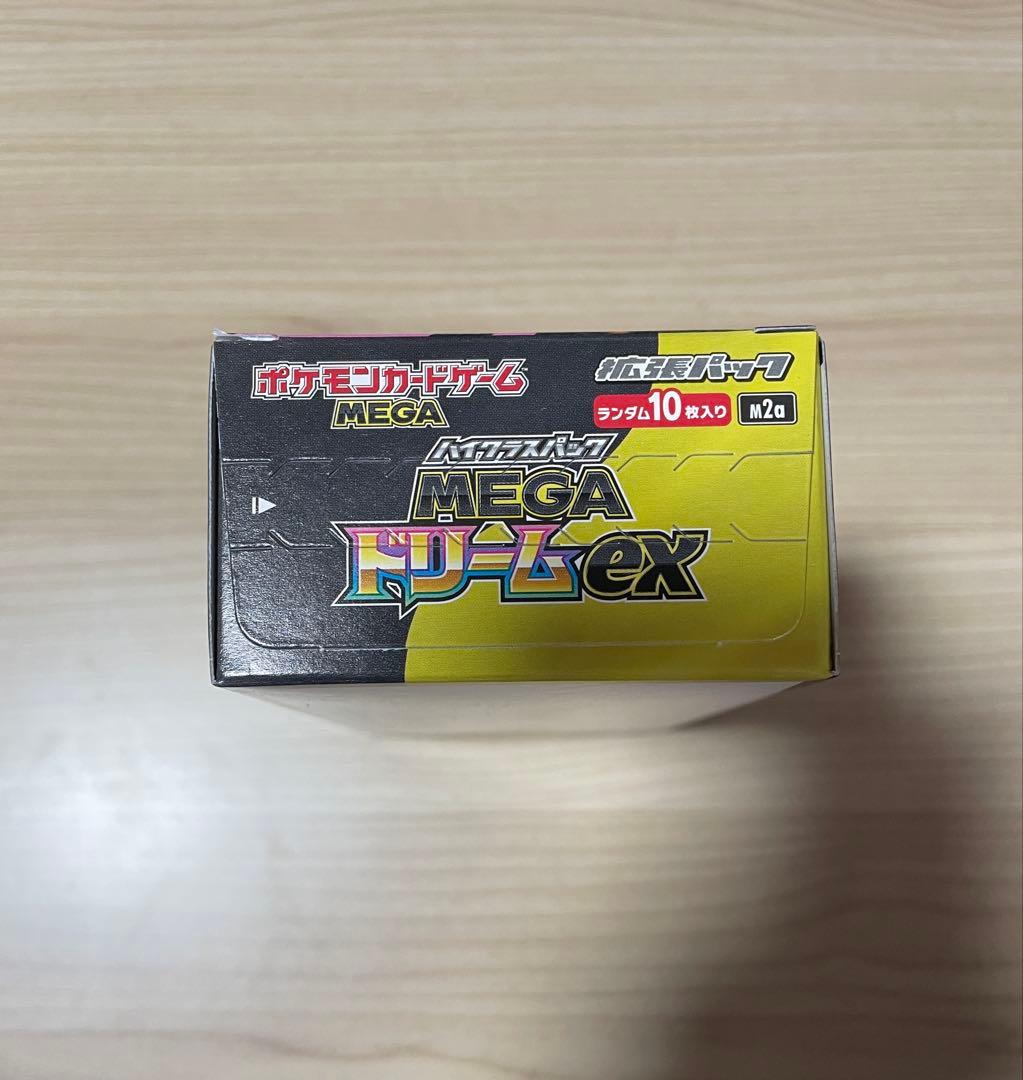 ポケモンカードゲーム
MEGA
拡張パック
ランダム10枚入り
M2a
ハイクラスパック
MEGA
ドリームex